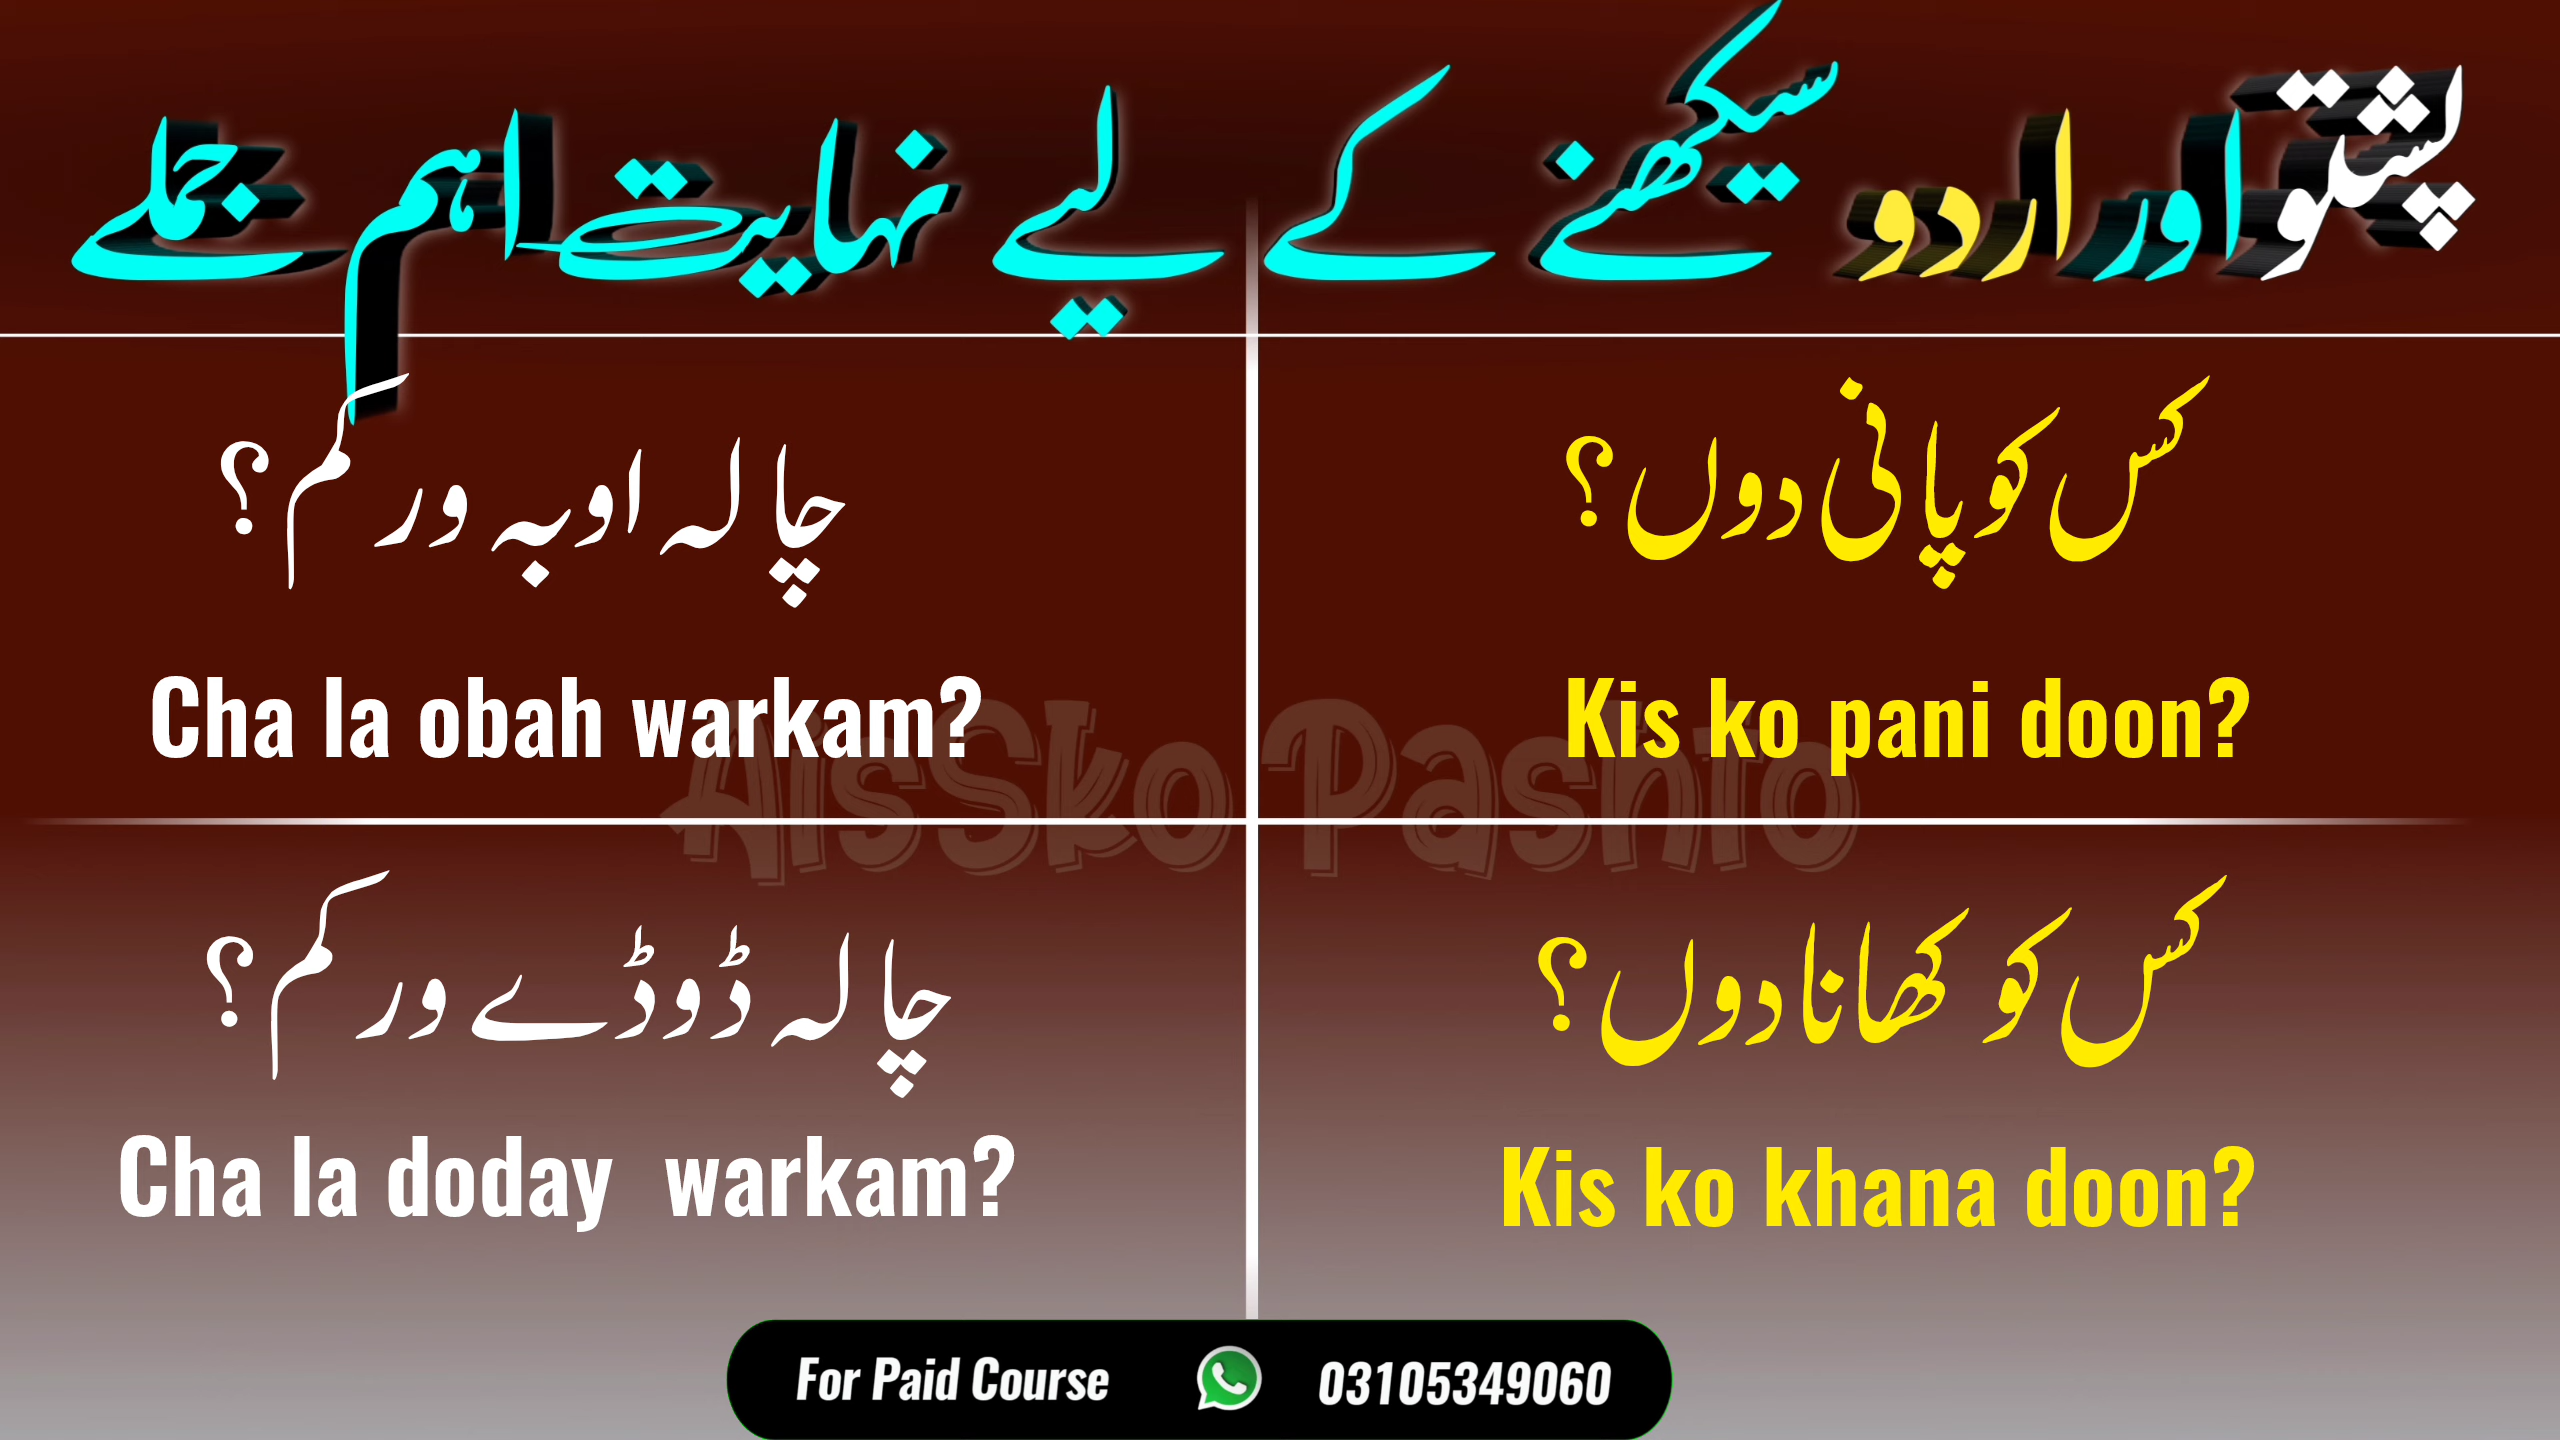 پشتو اور اردو سیکھنے کے لیے نہایت اہم جملے
کس کو پانی دوں؟
چا لہ اوبہ ورکم؟
Cha la obah warkam?
Kis ko pani doon?
AisSko Pashto
کس کو کھانا دوں؟
چا لہ ڈوڈے ورکم؟
Cha la doday warkam?
Kis ko khana doon?
For Paid Course 03105349060